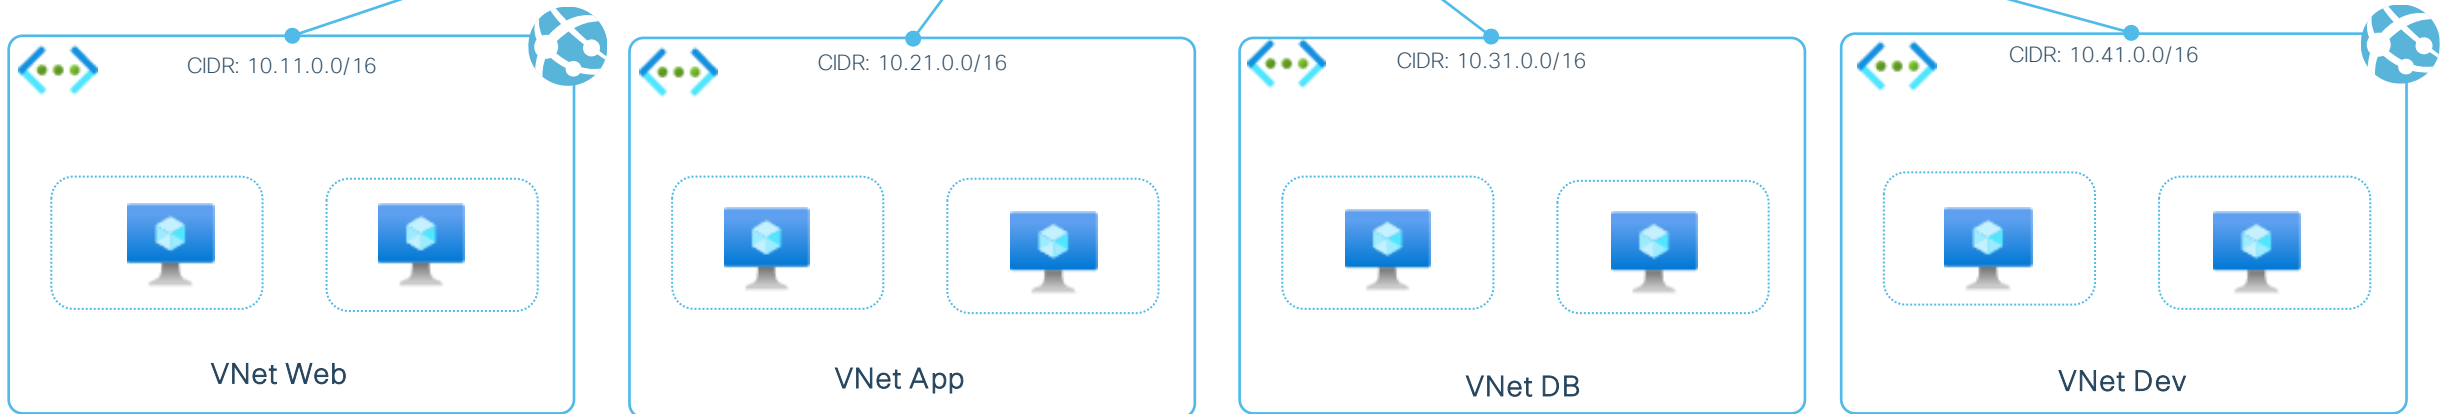 CIDR: 10.11.0.0/16
CIDR: 10.21.0.0/16
CIDR: 10.31.0.0/16
CIDR: 10.41.0.0/16
VNet Web
VNet App
VNet DB
VNet Dev